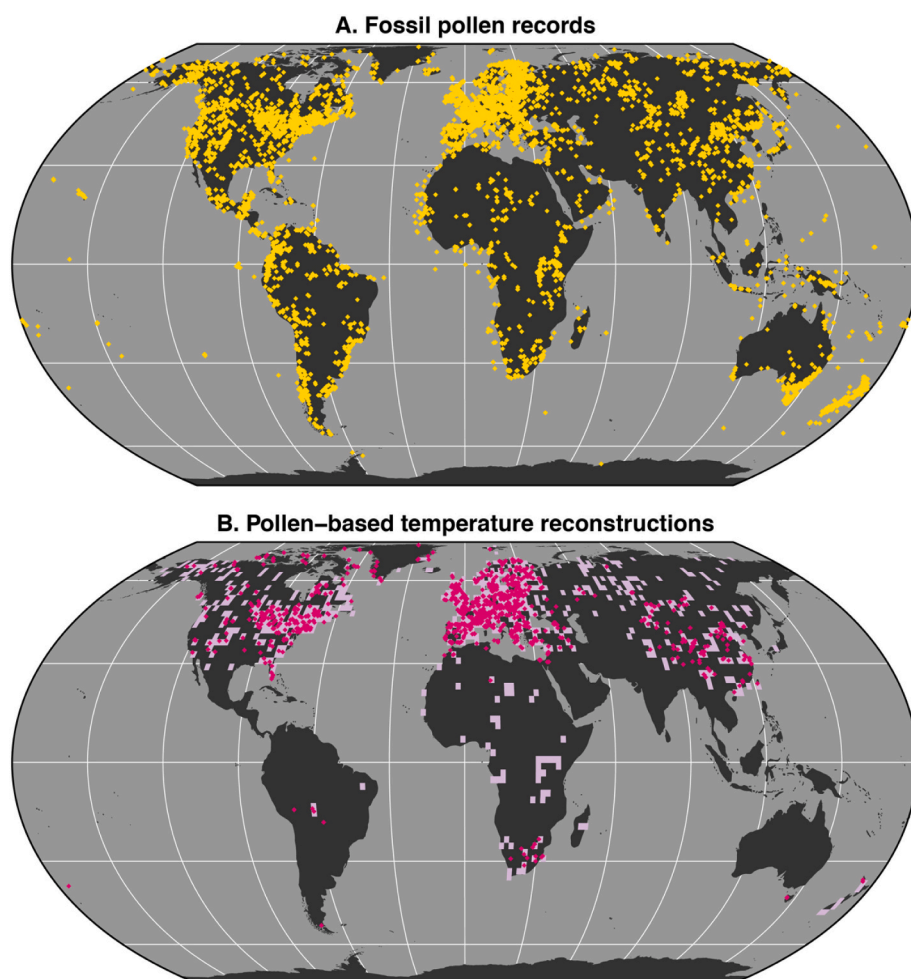 A. Fossil pollen records
B. Pollen–based temperature reconstructions